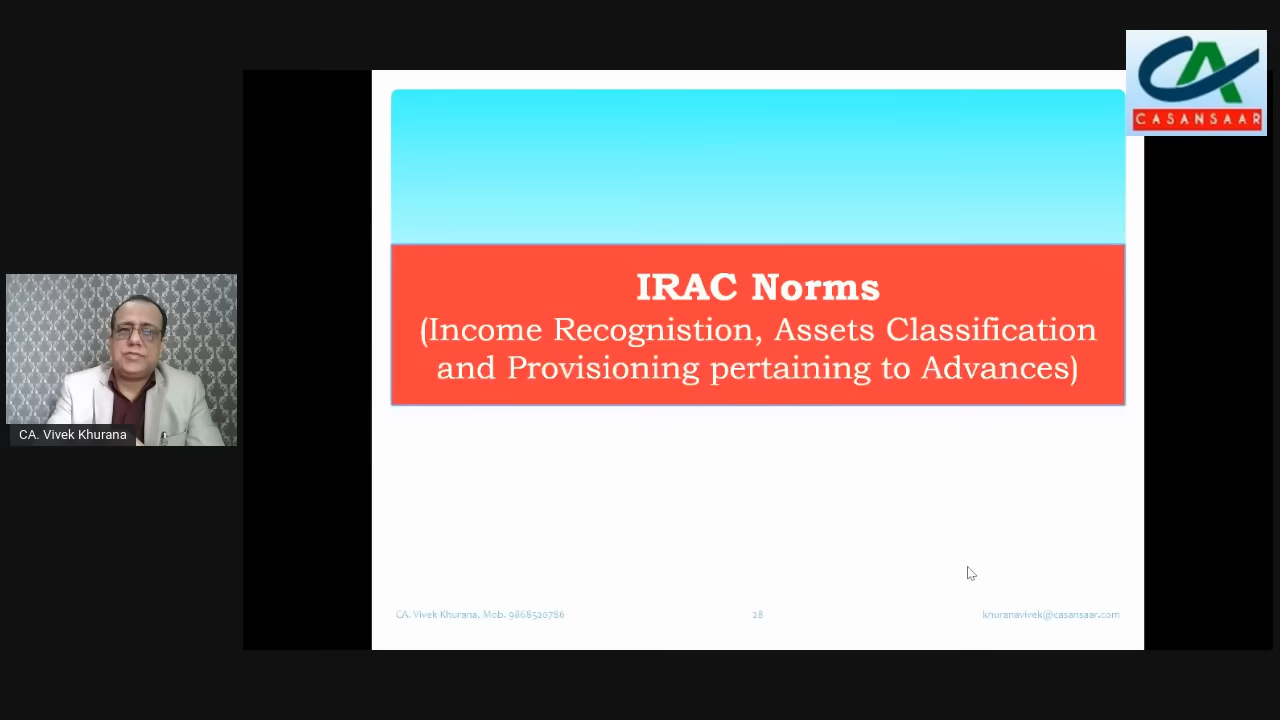 CASANSAAR
IRAC Norms
(Income Recognistion, Assets Classification
and Provisioning pertaining to Advances)
CA. Vivek Khurana
CA. Vivek Khurana, Mob. 9868520786
28
khuranavivek@casansaar.com